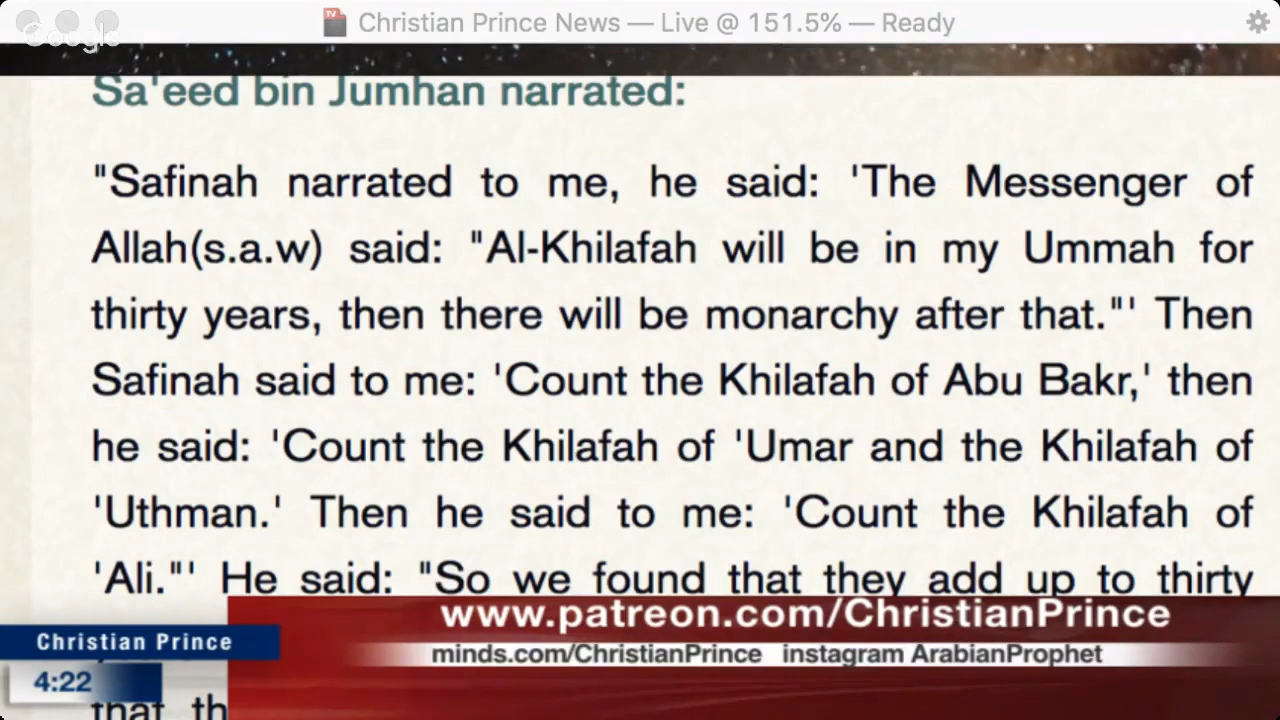 Christian Prince News — Live @ 151.5% — Ready
Google
Sa'eed bin Jumhan narrated:
"Safinah narrated to me, he said: 'The Messenger of
Allah(s.a.w) said: "Al-Khilafah will be in my Ummah for
thirty years, then there will be monarchy after that."' Then
Safinah said to me: 'Count the Khilafah of Abu Bakr,' then
he said: 'Count the Khilafah of 'Umar and the Khilafah of
'Uthman.' Then he said to me: 'Count the Khilafah of
'Ali."' He said: "So we found that they add up to thirty
that th
www.patreon.com/ChristianPrince
Christian Prince
minds.com/ChristianPrince instagram ArabianProphet
4:22